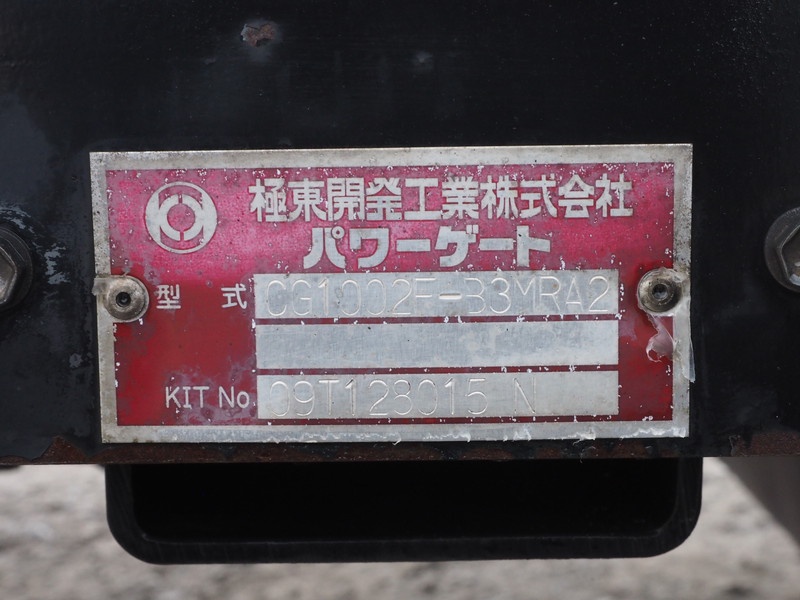 極東開発工業株式会社
パワーゲート
型式 CG1002F-B3MRA2
KIT No. 09T128015 N